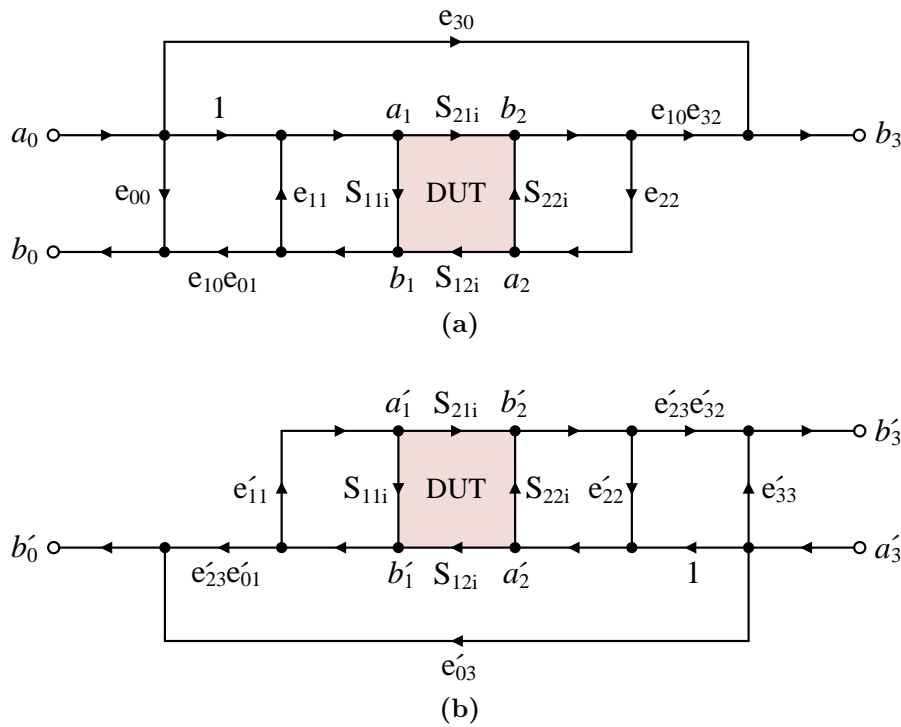 e₃₀
1 a₁ S₂₁ᵢ b₂ e₁₀e₃₂
a₀ b₃
e₀₀ e₁₁ S₁₁ᵢ DUT S₂₂ᵢ e₂₂
b₀
e₁₀e₀₁ b₁ S₁₂ᵢ a₂
(a)
a′₁ S₂₁ᵢ b′₂ e′₂₃e′₃₂
b′₃
e′₁₁ S₁₁ᵢ DUT S₂₂ᵢ e′₂₂ e′₃₃
b′₀ a′₃
e′₂₃e′₀₁ b′₁ S₁₂ᵢ a′₂ 1
e′₀₃
(b)